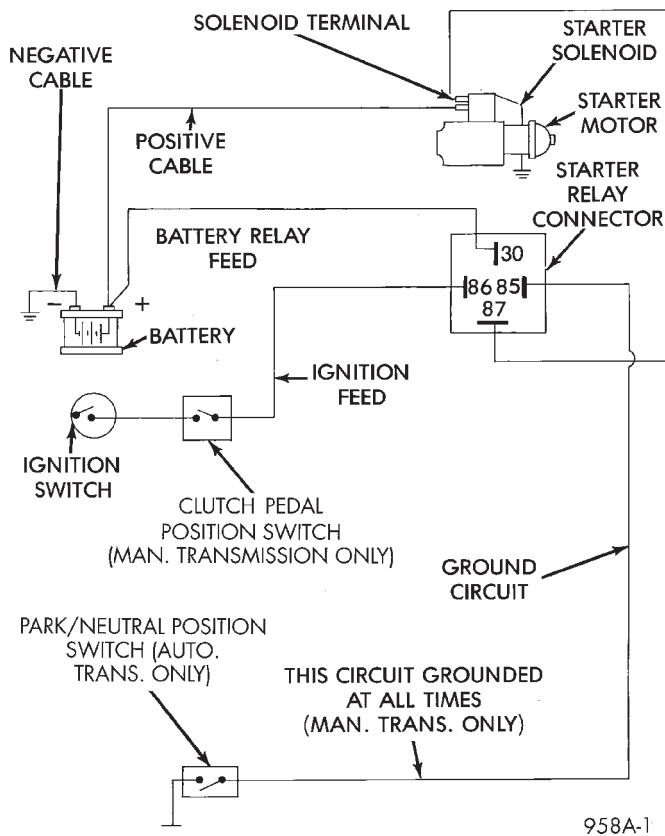 SOLENOID TERMINAL
STARTER
SOLENOID
NEGATIVE
CABLE
STARTER
MOTOR
POSITIVE
CABLE
STARTER
RELAY
CONNECTOR
BATTERY RELAY
FEED
30
86 85
87
- +
BATTERY
IGNITION
FEED
IGNITION
SWITCH
CLUTCH PEDAL
POSITION SWITCH
(MAN. TRANSMISSION ONLY)
GROUND
CIRCUIT
PARK/NEUTRAL POSITION
SWITCH (AUTO.
TRANS. ONLY)
THIS CIRCUIT GROUNDED
AT ALL TIMES
(MAN. TRANS. ONLY)
958A-1